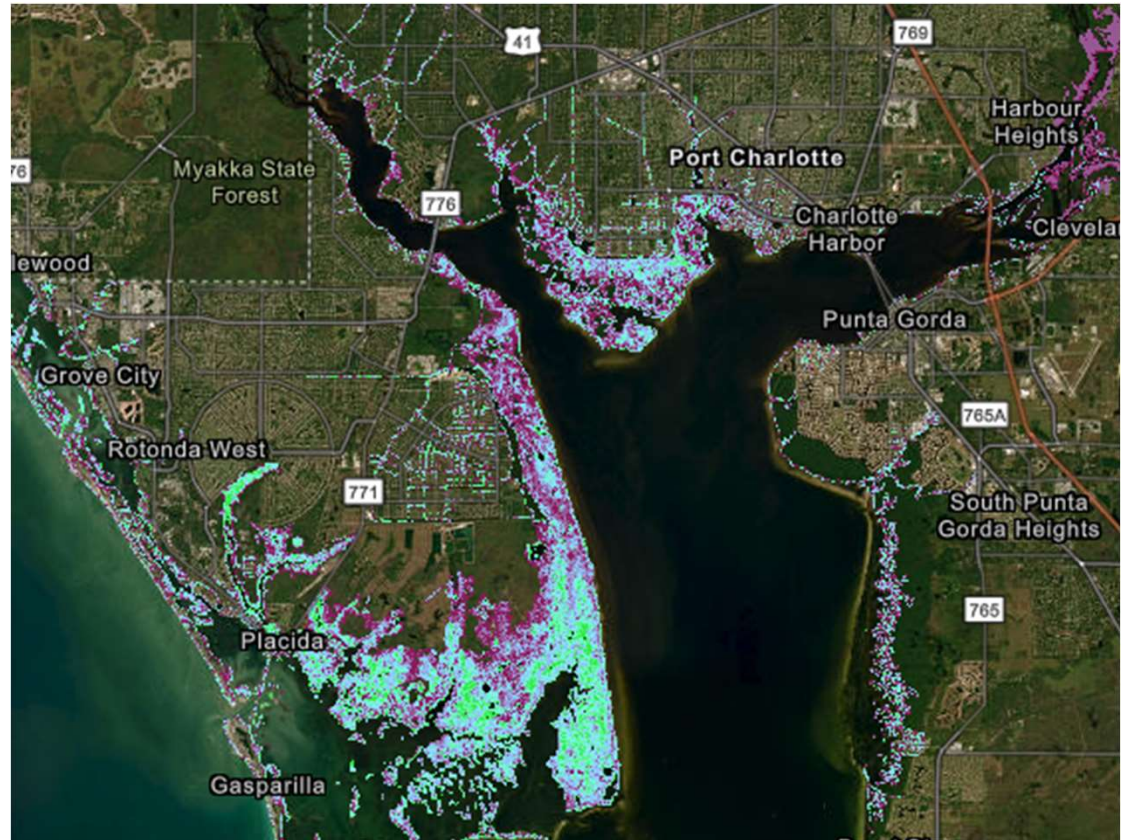 41
769
Harbour
Heights
Port Charlotte
Myakka State
Forest
76
776
Charlotte
Harbor
Clevela
lewood
Punta Gorda
Grove City
765A
Rotonda West
771
South Punta
Gorda Heights
765
Placida
Gasparilla